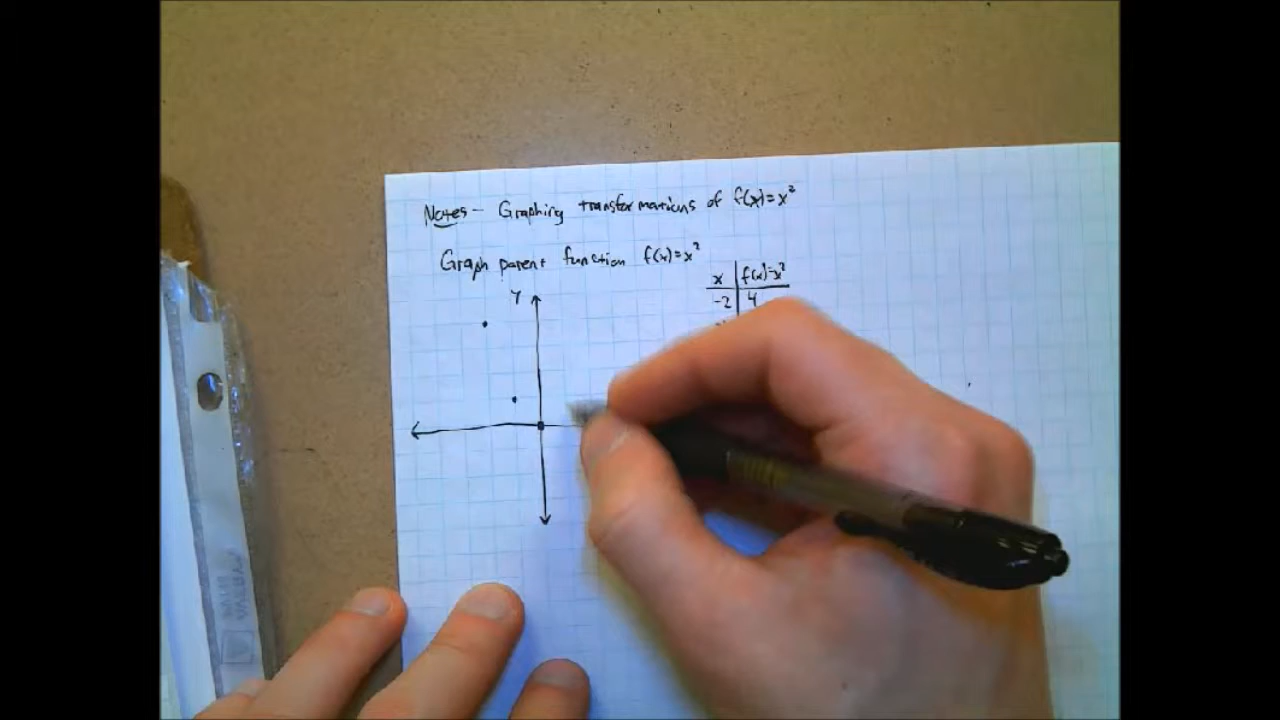 Notes - Graphing transformations of f(x)=x²
Graph parent function f(x)=x²
x f(x)=x²
-2 4
y